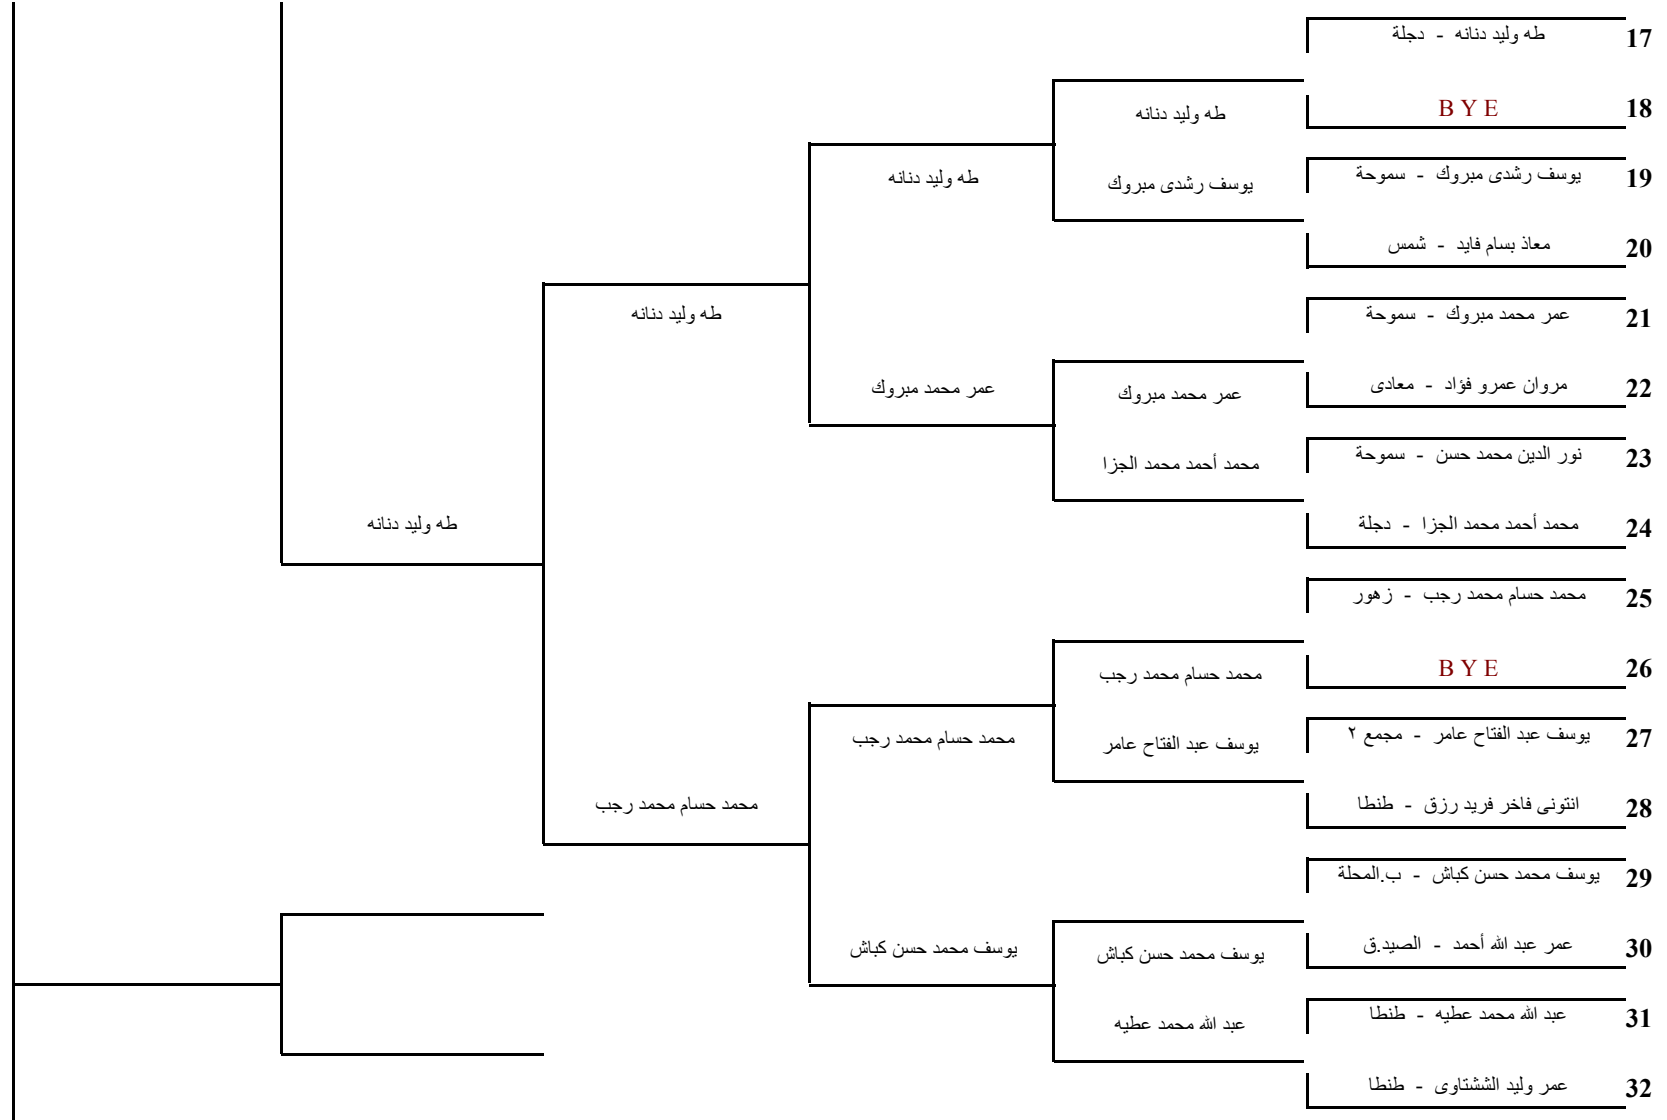 17 طه وليد دنانه - دجلة
18 B Y E
طه وليد دنانه
19 يوسف رشدى مبروك - سموحة
يوسف رشدى مبروك
طه وليد دنانه
20 معاذ بسام فايد - شمس
21 عمر محمد مبروك - سموحة
طه وليد دنانه
22 مروان عمرو فؤاد - معادى
عمر محمد مبروك
عمر محمد مبروك
23 نور الدين محمد حسن - سموحة
محمد أحمد محمد الجزا
24 محمد أحمد محمد الجزا - دجلة
طه وليد دنانه
25 محمد حسام محمد رجب - زهور
26 B Y E
محمد حسام محمد رجب
27 يوسف عبد الفتاح عامر - مجمع ٢
يوسف عبد الفتاح عامر
محمد حسام محمد رجب
28 انتونى فاخر فريد رزق - طنطا
محمد حسام محمد رجب
29 يوسف محمد حسن كباش - ب.المحلة
30 عمر عبد الله أحمد - الصيد.ق
يوسف محمد حسن كباش
يوسف محمد حسن كباش
31 عبد الله محمد عطيه - طنطا
عبد الله محمد عطيه
32 عمر وليد الششتاوى - طنطا